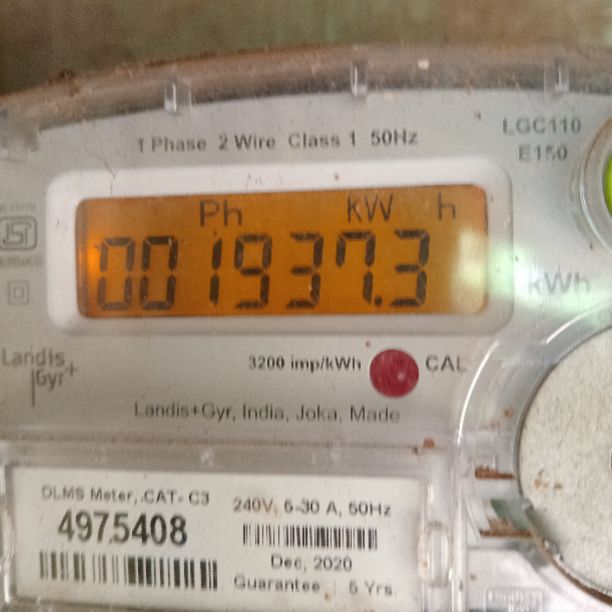 1 Phase 2 Wire Class 1 50Hz
LGC110
E150
Ph KW h
001937.3
kWh
Landis
|Gyr+
3200 imp/kWh CAL
Landis+Gyr, India, Joka, Made
DLMS Meter, CAT- C3
4975408
240V, 5-30 A, 50Hz
Dec, 2020
Guarantee : 5 Yrs.